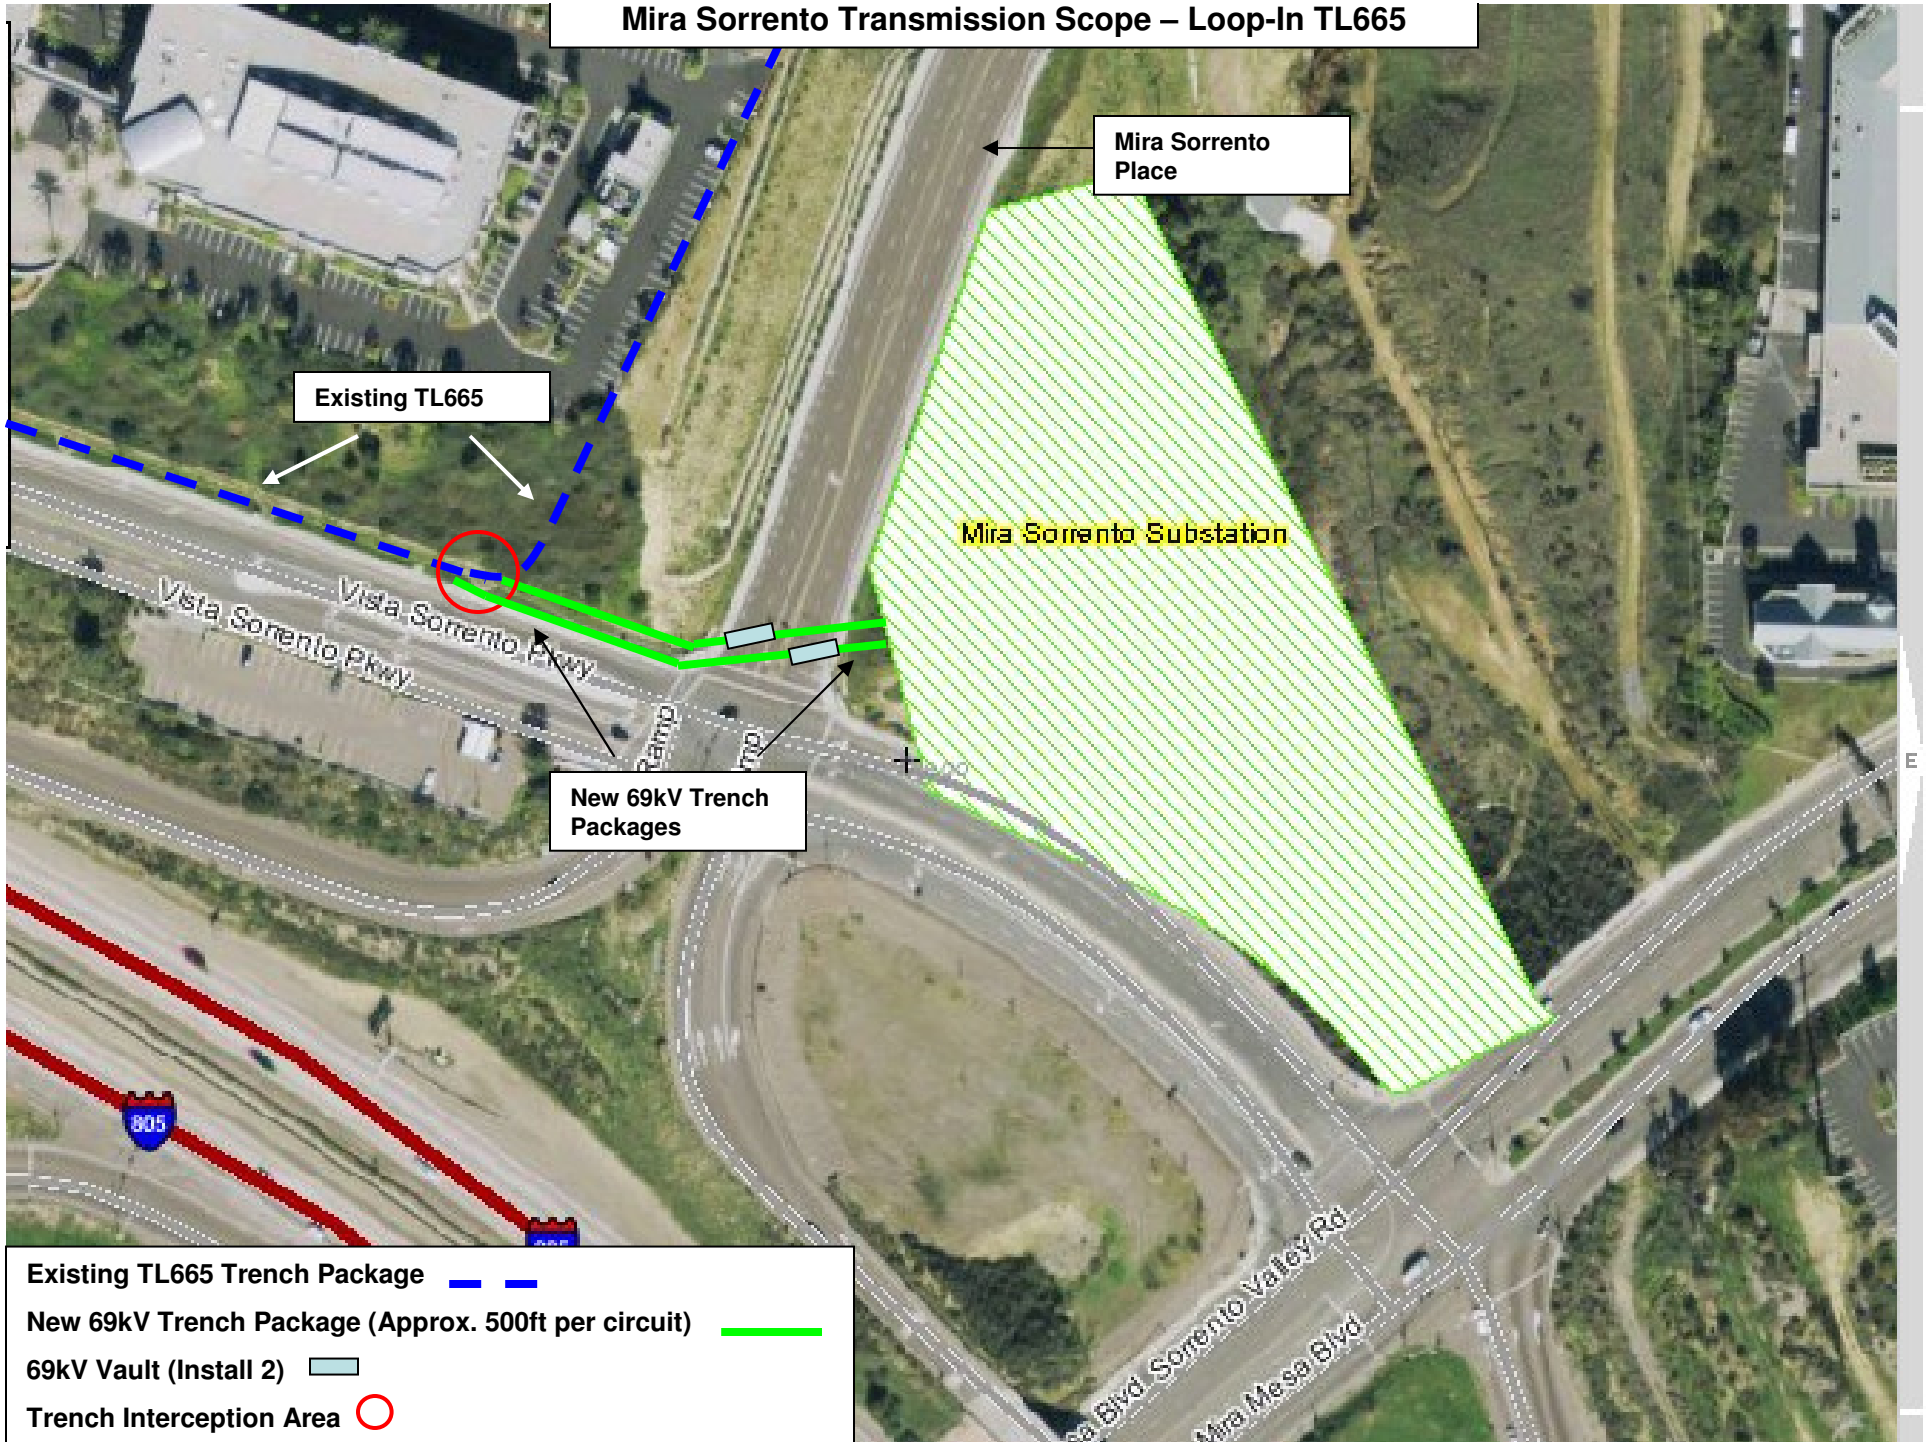 Mira Sorrento Transmission Scope – Loop-In TL665
Mira Sorrento
Place
Existing TL665
Mira Sorrento Substation
Vista Sorrento Pkwy
Vista Sorrento Pkwy
Ramp
New 69kV Trench
Packages
E
805
Blvd Sorrento Valley Rd
Mira Mesa Blvd
Existing TL665 Trench Package
New 69kV Trench Package (Approx. 500ft per circuit)
69kV Vault (Install 2)
Trench Interception Area